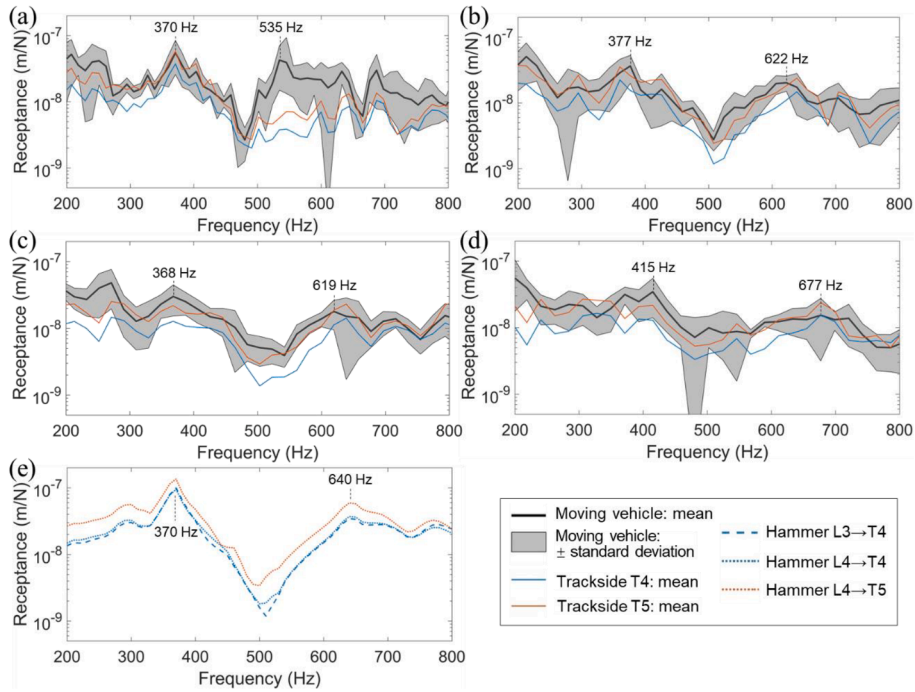 (a)
370 Hz
535 Hz
10-7
10-8
10-9
Receptance (m/N)
200 300 400 500 600 700 800
Frequency (Hz)
(b)
377 Hz
622 Hz
10-7
10-8
10-9
Receptance (m/N)
200 300 400 500 600 700 800
Frequency (Hz)
(c)
368 Hz
619 Hz
10-7
10-8
10-9
Receptance (m/N)
200 300 400 500 600 700 800
Frequency (Hz)
(d)
415 Hz
677 Hz
10-7
10-8
10-9
Receptance (m/N)
200 300 400 500 600 700 800
Frequency (Hz)
(e)
640 Hz
370 Hz
10-7
10-8
10-9
Receptance (m/N)
200 300 400 500 600 700 800
Frequency (Hz)
Moving vehicle: mean
Moving vehicle:
± standard deviation
Trackside T4: mean
Trackside T5: mean
Hammer L3→T4
Hammer L4→T4
Hammer L4→T5